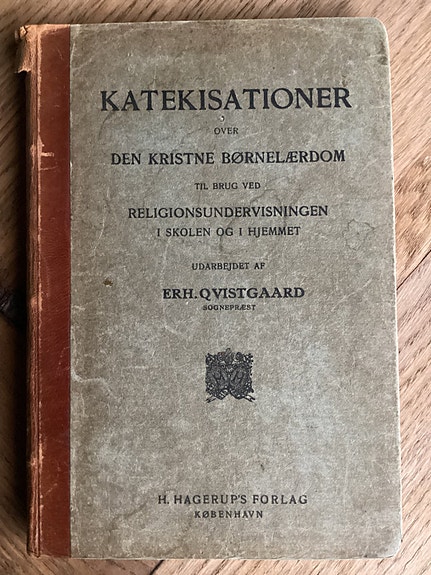 KATEKISATIONER
OVER
DEN KRISTNE BØRNELÆRDOM
TIL BRUG VED
RELIGIONSUNDERVISNINGEN
I SKOLEN OG I HJEMMET
UDARBEJDET AF
ERH. QVISTGAARD
SOGNEPRÆST
H. HAGERUP'S FORLAG
KØBENHAVN